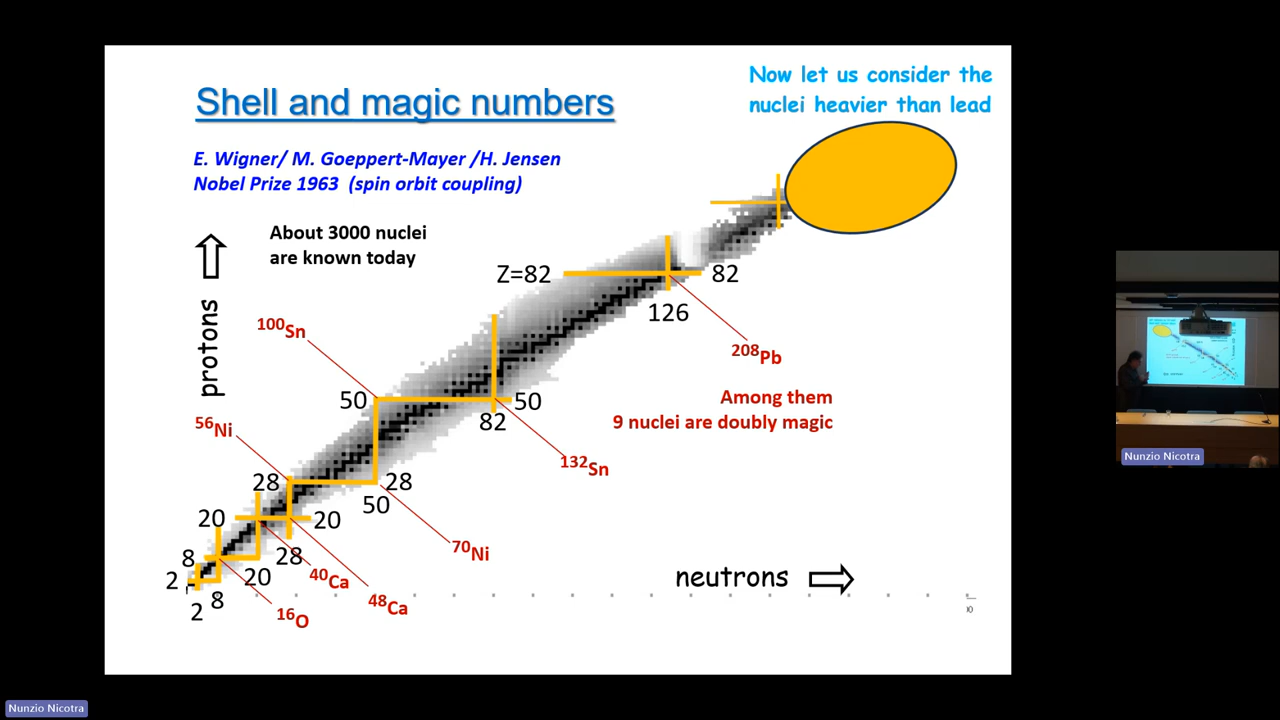 Now let us consider the
nuclei heavier than lead
Shell and magic numbers
E. Wigner/ M. Goeppert-Mayer /H. Jensen
Nobel Prize 1963 (spin orbit coupling)
About 3000 nuclei
are known today
protons
Z=82
82
126
208Pb
100Sn
50
50
82
Among them
9 nuclei are doubly magic
56Ni
132Sn
28
28
50
20
20
70Ni
8
28
20
40Ca
neutrons
2
8
2
48Ca
16O
Nunzio Nicotra
Nunzio Nicotra